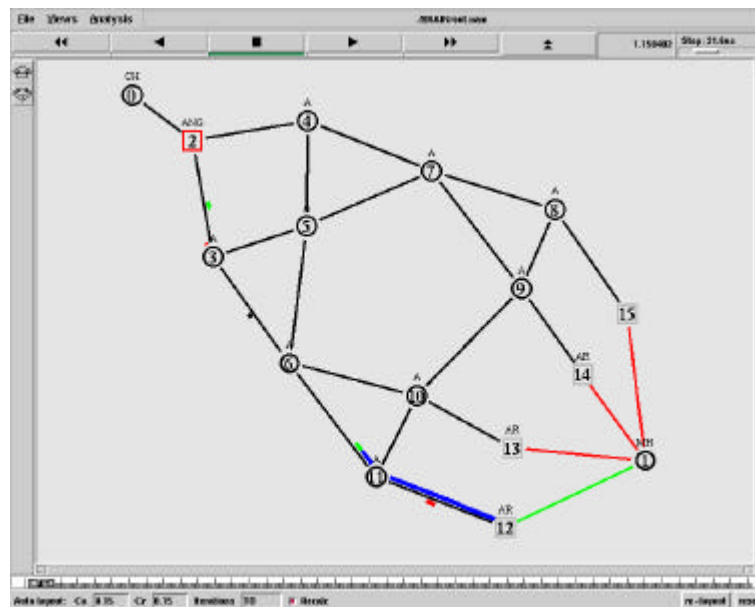 File Views Analysis
1.150402 Step: 31.6ms
CH
0
ANG
2
A
4
A
7
A
8
A
3
5
A
9
15
A
6
AR
14
A
10
AR
13
MH
1
A
11
AR
12
Auto layout: Ca 0.15 Cr 0.15 Iterations 10 Recalc re-layout